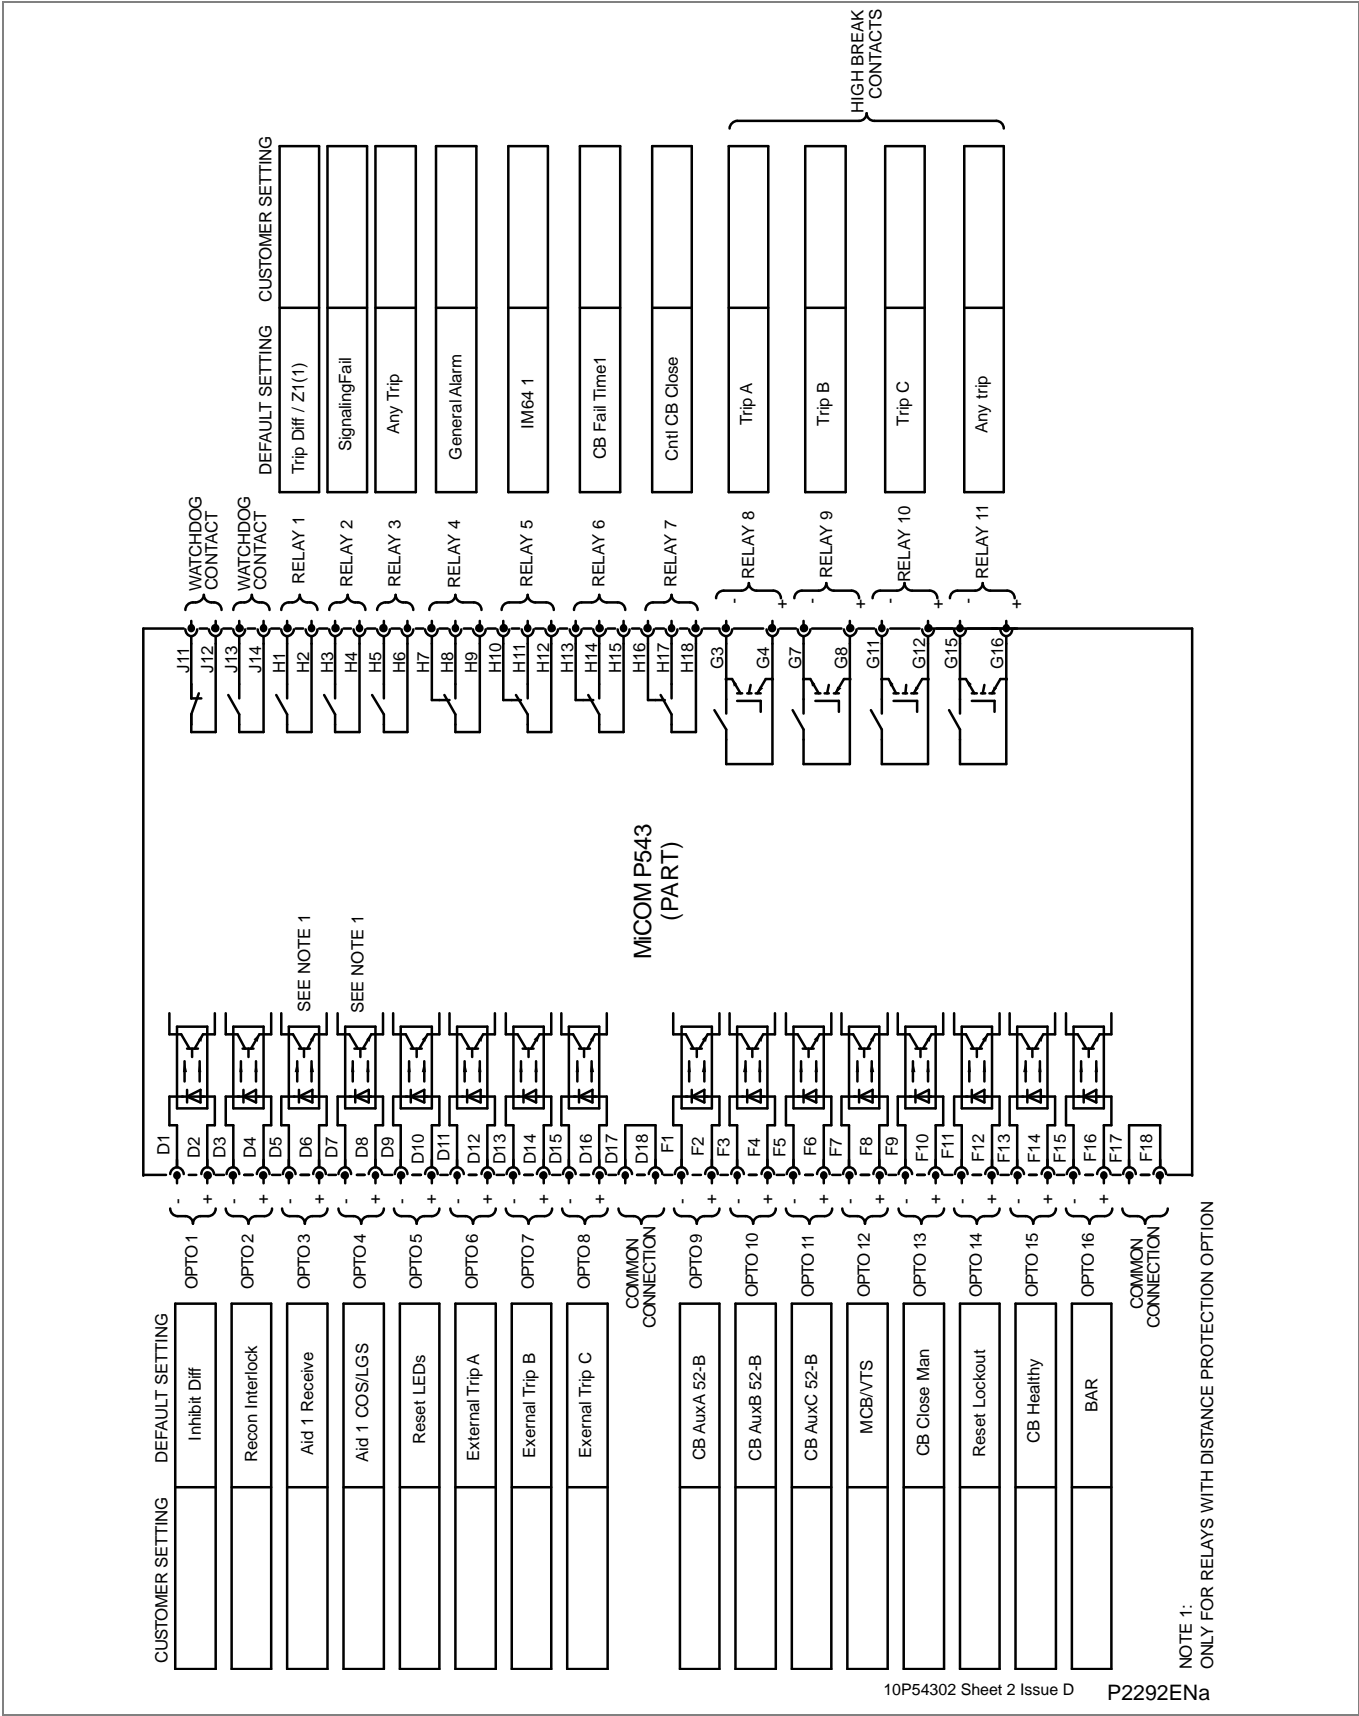 HIGH BREAK
CONTACTS
DEFAULT SETTING
CUSTOMER SETTING
WATCHDOG
CONTACT
WATCHDOG
CONTACT
RELAY 1
Trip Diff / Z1(1)
RELAY 2
SignalingFail
RELAY 3
Any Trip
RELAY 4
General Alarm
RELAY 5
IM64 1
RELAY 6
CB Fail Time1
RELAY 7
Cntl CB Close
RELAY 8
- +
Trip A
RELAY 9
- +
Trip B
RELAY 10
- +
Trip C
RELAY 11
- +
Any trip
J11
J12
J13
J14
H1
H2
H3
H4
H5
H6
H7
H8
H9
H10
H11
H12
H13
H14
H15
H16
H17
H18
G3
G4
G7
G8
G11
G12
G15
G16
MiCOM P543
(PART)
SEE NOTE 1
SEE NOTE 1
D1
D2
D3
D4
D5
D6
D7
D8
D9
D10
D11
D12
D13
D14
D15
D16
D17
D18
F1
F2
F3
F4
F5
F6
F7
F8
F9
F10
F11
F12
F13
F14
F15
F16
F17
F18
CUSTOMER SETTING
DEFAULT SETTING
Inhibit Diff
OPTO 1
- +
Recon Interlock
OPTO 2
- +
Aid 1 Receive
OPTO 3
- +
Aid 1 COS/LGS
OPTO 4
- +
Reset LEDs
OPTO 5
- +
External Trip A
OPTO 6
- +
Exernal Trip B
OPTO 7
- +
Exernal Trip C
OPTO 8
- +
COMMON
CONNECTION
CB AuxA 52-B
OPTO 9
- +
CB AuxB 52-B
OPTO 10
- +
CB AuxC 52-B
OPTO 11
- +
MCB/VTS
OPTO 12
- +
CB Close Man
OPTO 13
- +
Reset Lockout
OPTO 14
- +
CB Healthy
OPTO 15
- +
BAR
OPTO 16
- +
COMMON
CONNECTION
NOTE 1:
ONLY FOR RELAYS WITH DISTANCE PROTECTION OPTION
10P54302 Sheet 2 Issue D
P2292ENa